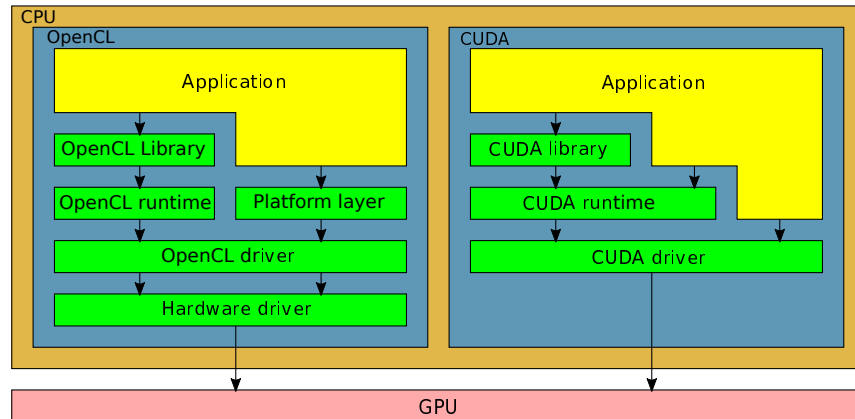 CPU
OpenCL
Application
OpenCL Library
OpenCL runtime
Platform layer
OpenCL driver
Hardware driver
CUDA
Application
CUDA library
CUDA runtime
CUDA driver
GPU